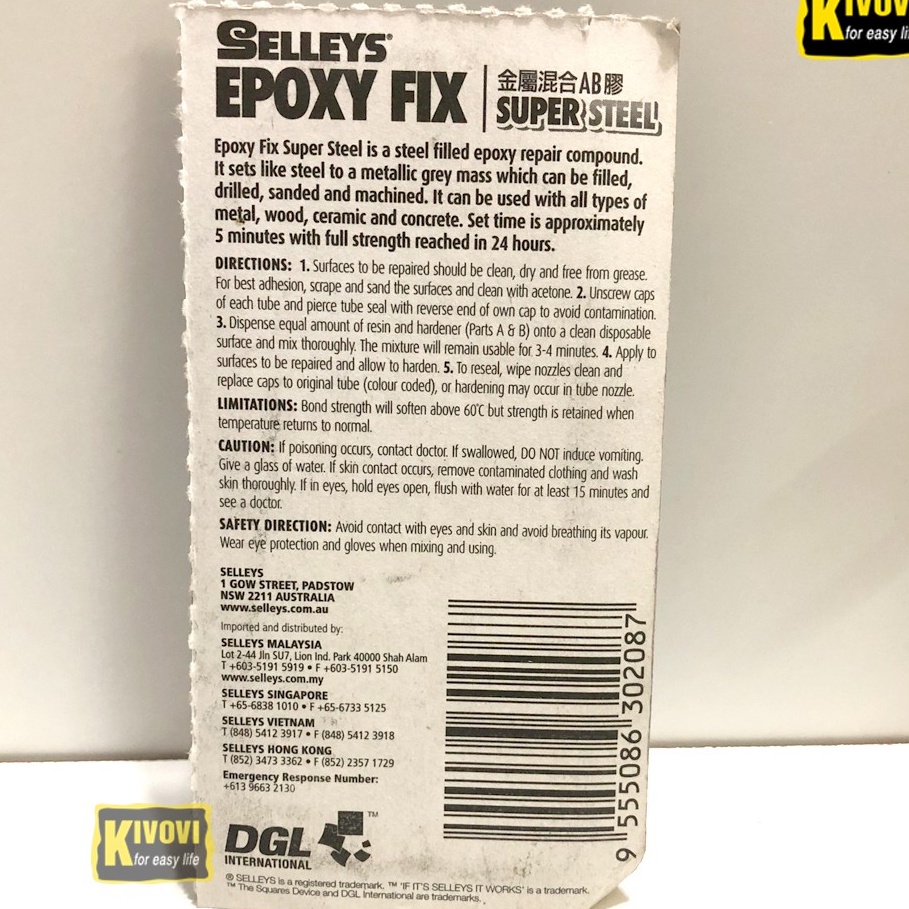 KIVOVI
for easy li
SELLEYS®
EPOXY FIX
金屬混合AB膠
SUPER STEEL
Epoxy Fix Super Steel is a steel filled epoxy repair compound.
It sets like steel to a metallic grey mass which can be filled,
drilled, sanded and machined. It can be used with all types of
metal, wood, ceramic and concrete. Set time is approximately
5 minutes with full strength reached in 24 hours.
DIRECTIONS: 1. Surfaces to be repaired should be clean, dry and free from grease.
For best adhesion, scrape and sand the surfaces and clean with acetone. 2. Unscrew caps
of each tube and pierce tube seal with reverse end of own cap to avoid contamination.
3. Dispense equal amount of resin and hardener (Parts A & B) onto a clean disposable
surface and mix thoroughly. The mixture will remain usable for 3-4 minutes. 4. Apply to
surfaces to be repaired and allow to harden. 5. To reseal, wipe nozzles clean and
replace caps to original tube (colour coded), or hardening may occur in tube nozzle.
LIMITATIONS: Bond strength will soften above 60℃ but strength is retained when
temperature returns to normal.
CAUTION: If poisoning occurs, contact doctor. If swallowed, DO NOT induce vomiting.
Give a glass of water. If skin contact occurs, remove contaminated clothing and wash
skin thoroughly. If in eyes, hold eyes open, flush with water for at least 15 minutes and
see a doctor.
SAFETY DIRECTION: Avoid contact with eyes and skin and avoid breathing its vapour.
Wear eye protection and gloves when mixing and using.
SELLEYS
1 GOW STREET, PADSTOW
NSW 2211 AUSTRALIA
www.selleys.com.au
Imported and distributed by:
SELLEYS MALAYSIA
Lot 2-44 Jln SU7, Lion Ind. Park 40000 Shah Alam
T +603-5191 5919 • F +603-5191 5150
www.selleys.com.my
SELLEYS SINGAPORE
T +65-6838 1010 • F +65-6733 5125
SELLEYS VIETNAM
T (848) 5412 3917 • F (848) 5412 3918
SELLEYS HONG KONG
T (852) 3473 3362 • F (852) 2357 1729
Emergency Response Number:
+613 9663 2130
9 555086 302087
DGL ™
INTERNATIONAL
KIVOVI
for easy life
® SELLEYS is a registered trademark. ™ 'IF IT'S SELLEYS IT WORKS' is a trademark.
™ The Squares Device and DGL International are trademarks.